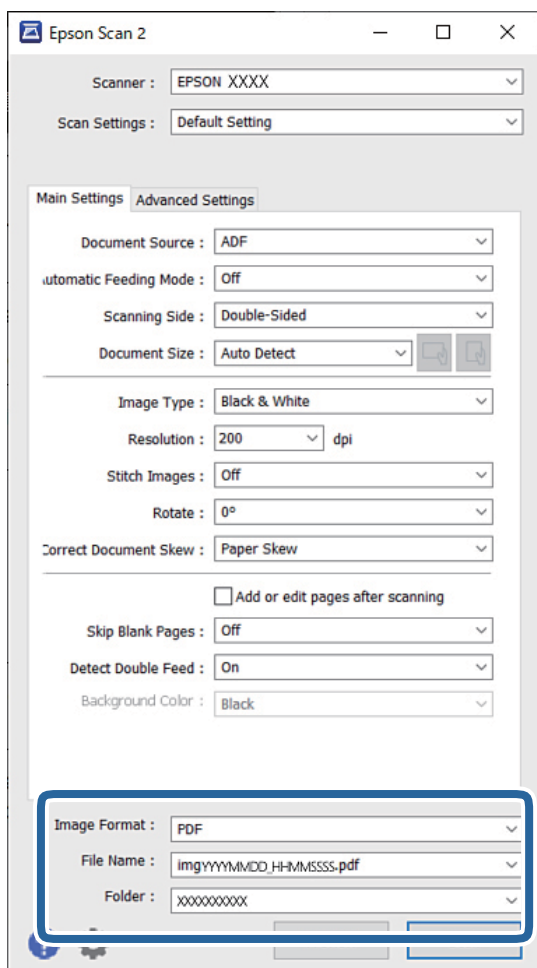 Epson Scan 2
Scanner : EPSON XXXX
Scan Settings : Default Setting
Main Settings Advanced Settings
Document Source : ADF
utomatic Feeding Mode : Off
Scanning Side : Double-Sided
Document Size : Auto Detect
Image Type : Black & White
Resolution : 200 dpi
Stitch Images : Off
Rotate : 0°
Correct Document Skew : Paper Skew
Add or edit pages after scanning
Skip Blank Pages : Off
Detect Double Feed : On
Background Color : Black
Image Format : PDF
File Name : imgYYYYMMDD_HHMMSSSS.pdf
Folder : XXXXXXXXXX